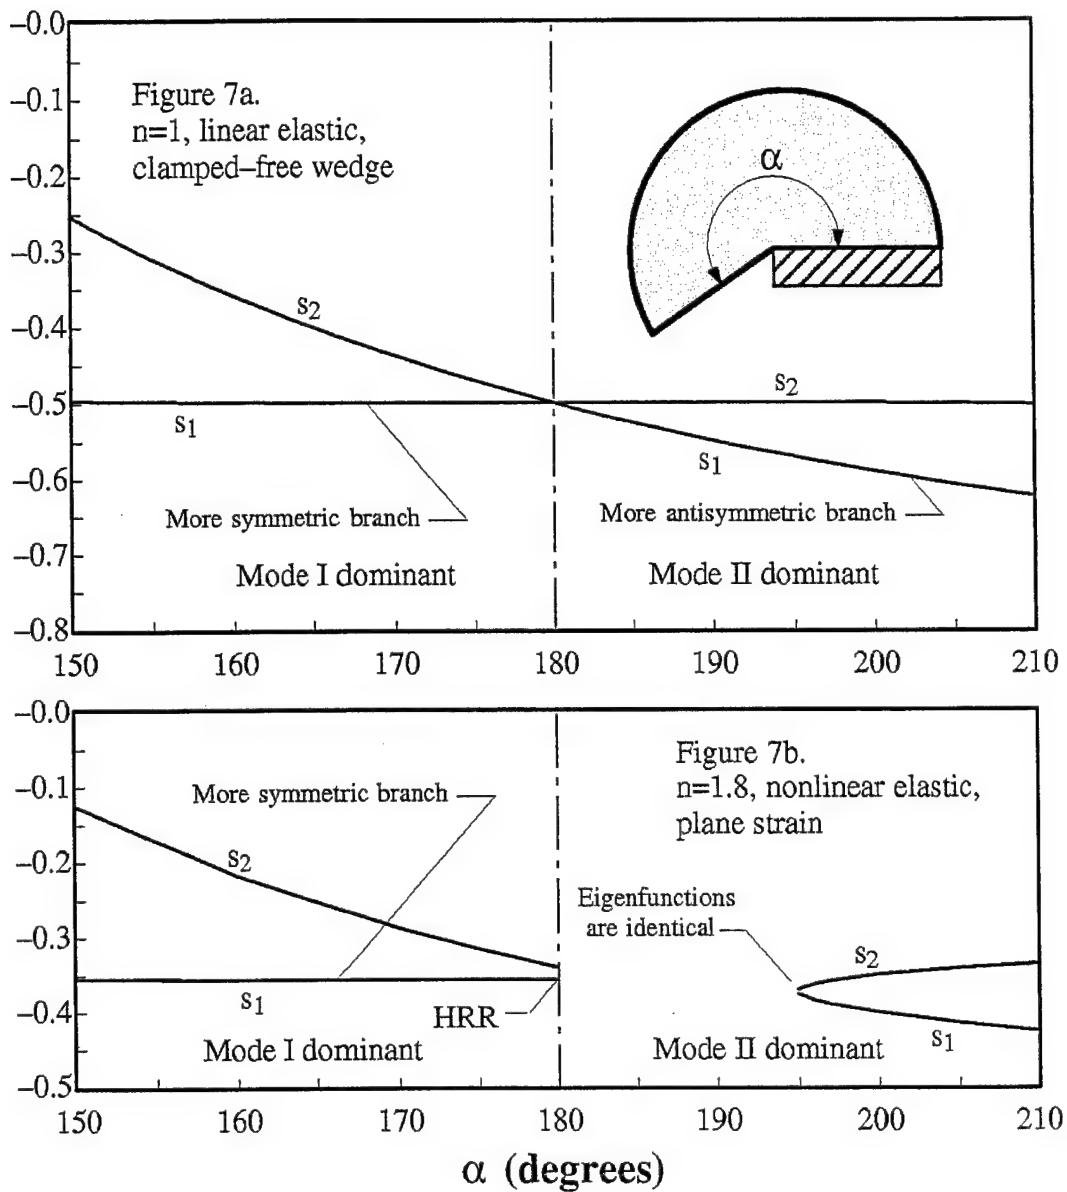 −0.0
−0.1
−0.2
−0.3
−0.4
−0.5
−0.6
−0.7
−0.8
Figure 7a.
n=1, linear elastic,
clamped–free wedge
α
s2
s1
s2
s1
More symmetric branch
More antisymmetric branch
Mode I dominant
Mode II dominant
150 160 170 180 190 200 210
−0.0
−0.1
−0.2
−0.3
−0.4
−0.5
More symmetric branch
Figure 7b.
n=1.8, nonlinear elastic,
plane strain
s2
Eigenfunctions
are identical
s2
s1
HRR
s1
Mode I dominant
Mode II dominant
150 160 170 180 190 200 210
α (degrees)